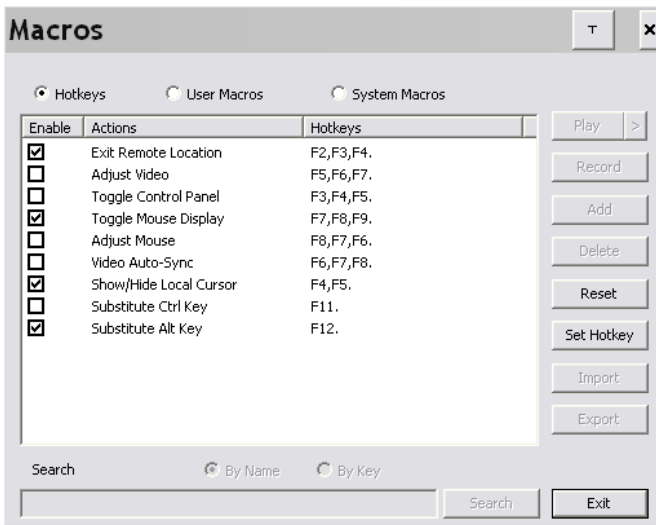 Macros T x
Hotkeys User Macros System Macros
Enable Actions Hotkeys Play >
Exit Remote Location F2,F3,F4.
Adjust Video F5,F6,F7. Record
Toggle Control Panel F3,F4,F5.
Toggle Mouse Display F7,F8,F9. Add
Adjust Mouse F8,F7,F6.
Video Auto-Sync F6,F7,F8. Delete
Show/Hide Local Cursor F4,F5.
Substitute Ctrl Key F11. Reset
Substitute Alt Key F12. Set Hotkey
Import
Export
Search By Name By Key
Search Exit